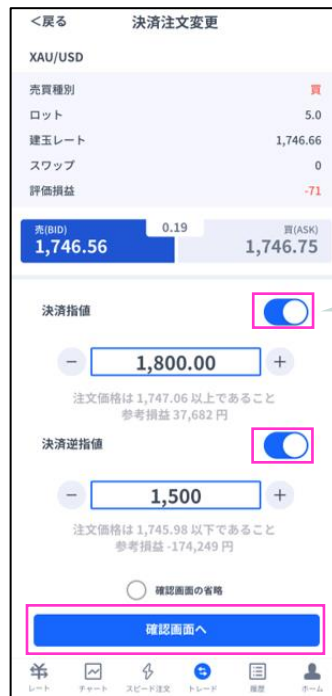 <戻る 決済注文変更
XAU/USD
売買種別 買
ロット 5.0
建玉レート 1,746.66
スワップ 0
評価損益 -71
売(BID) 0.19 買(ASK)
1,746.56 1,746.75
決済指値
− 1,800.00 +
注文価格は 1,747.06 以上であること
参考損益 37,682 円
決済逆指値
− 1,500 +
注文価格は 1,745.98 以下であること
参考損益 -174,249 円
確認画面の省略
確認画面へ
レート チャート スピード注文 トレード 履歴 ホーム